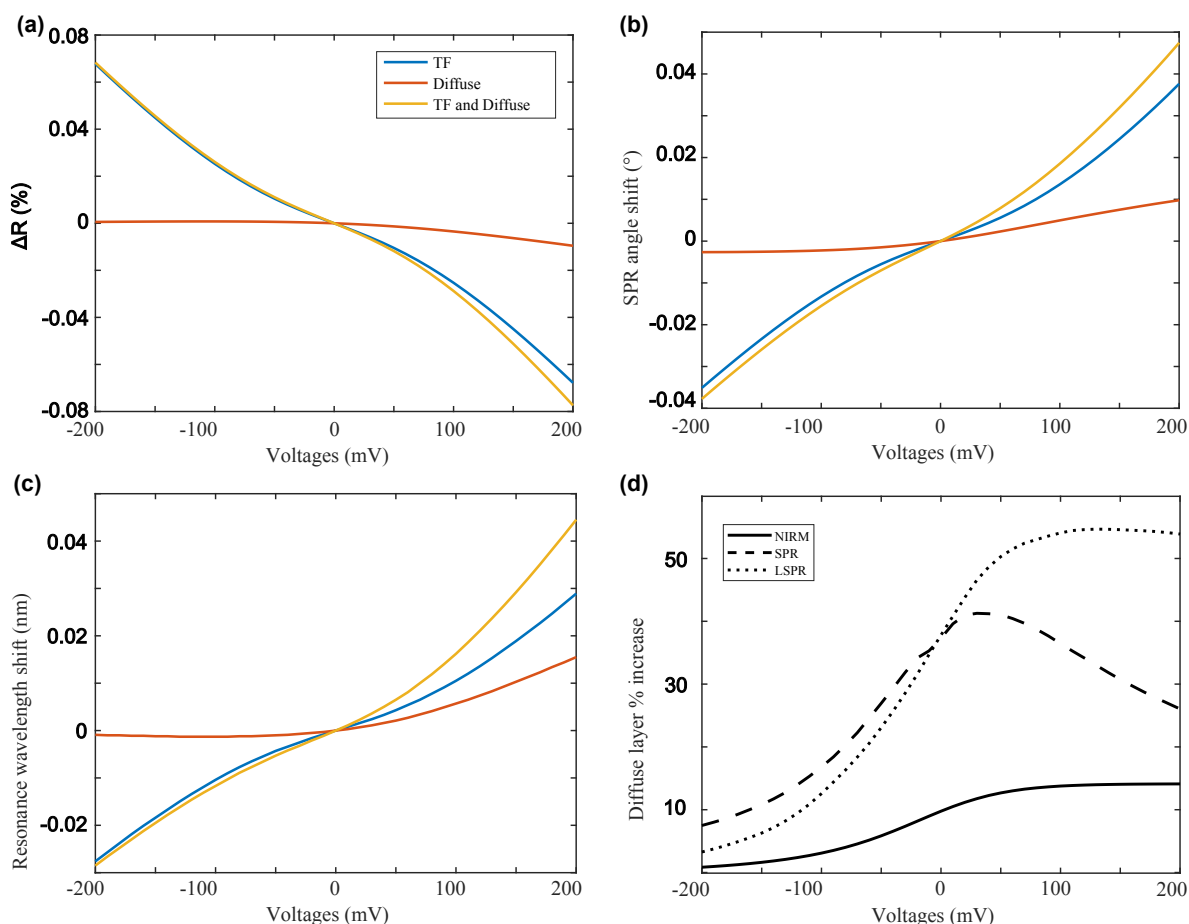 (a)
0.08
0.04
0
-0.04
-0.08
ΔR (%)
TF
Diffuse
TF and Diffuse
-200
-100
0
100
200
Voltages (mV)
(b)
0.04
0.02
0
-0.02
-0.04
SPR angle shift (°)
-200
-100
0
100
200
Voltages (mV)
(c)
0.04
0.02
0
-0.02
Resonance wavelength shift (nm)
-200
-100
0
100
200
Voltages (mV)
(d)
50
30
10
Diffuse layer % increase
NIRM
SPR
LSPR
-200
-100
0
100
200
Voltages (mV)